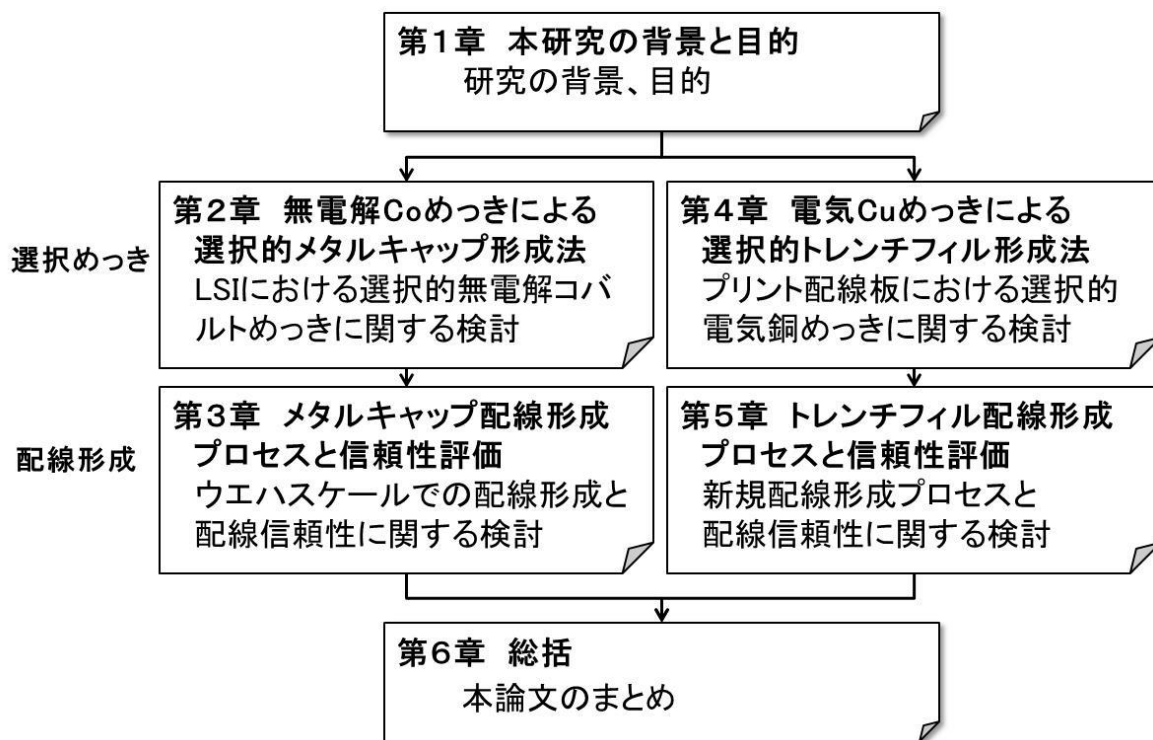 第1章 本研究の背景と目的
研究の背景、目的
選択めっき
第2章 無電解Coめっきによる
選択的メタルキャップ形成法
LSIにおける選択的無電解コバ
ルトめっきに関する検討
第4章 電気Cuめっきによる
選択的トレンチフィル形成法
プリント配線板における選択的
電気銅めっきに関する検討
配線形成
第3章 メタルキャップ配線形成
プロセスと信頼性評価
ウエハスケールでの配線形成と
配線信頼性に関する検討
第5章 トレンチフィル配線形成
プロセスと信頼性評価
新規配線形成プロセスと
配線信頼性に関する検討
第6章 総括
本論文のまとめ